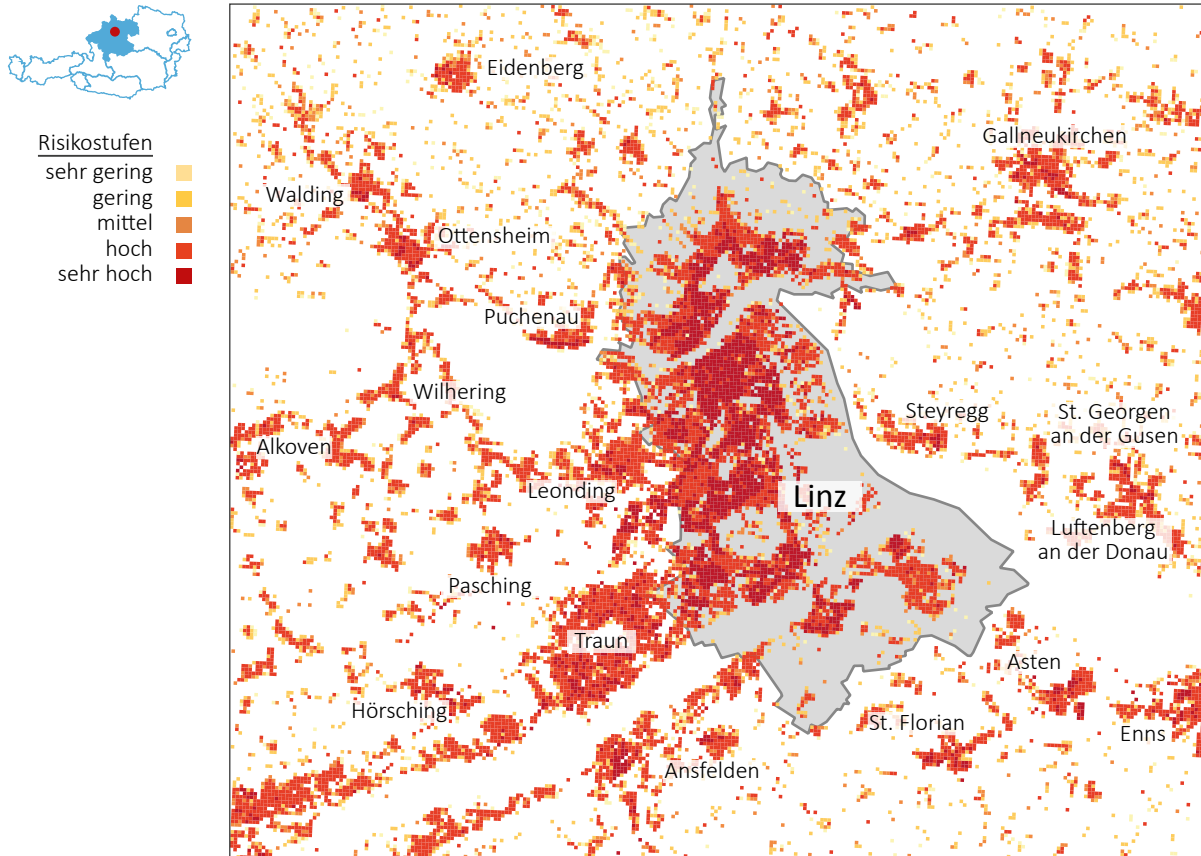 Risikostufen
sehr gering
gering
mittel
hoch
sehr hoch
Eidenberg
Gallneukirchen
Walding
Ottensheim
Puchenau
Wilhering
Steyregg
St. Georgen
an der Gusen
Alkoven
Leonding
Linz
Luftenberg
an der Donau
Pasching
Traun
Asten
Hörsching
St. Florian
Enns
Ansfelden